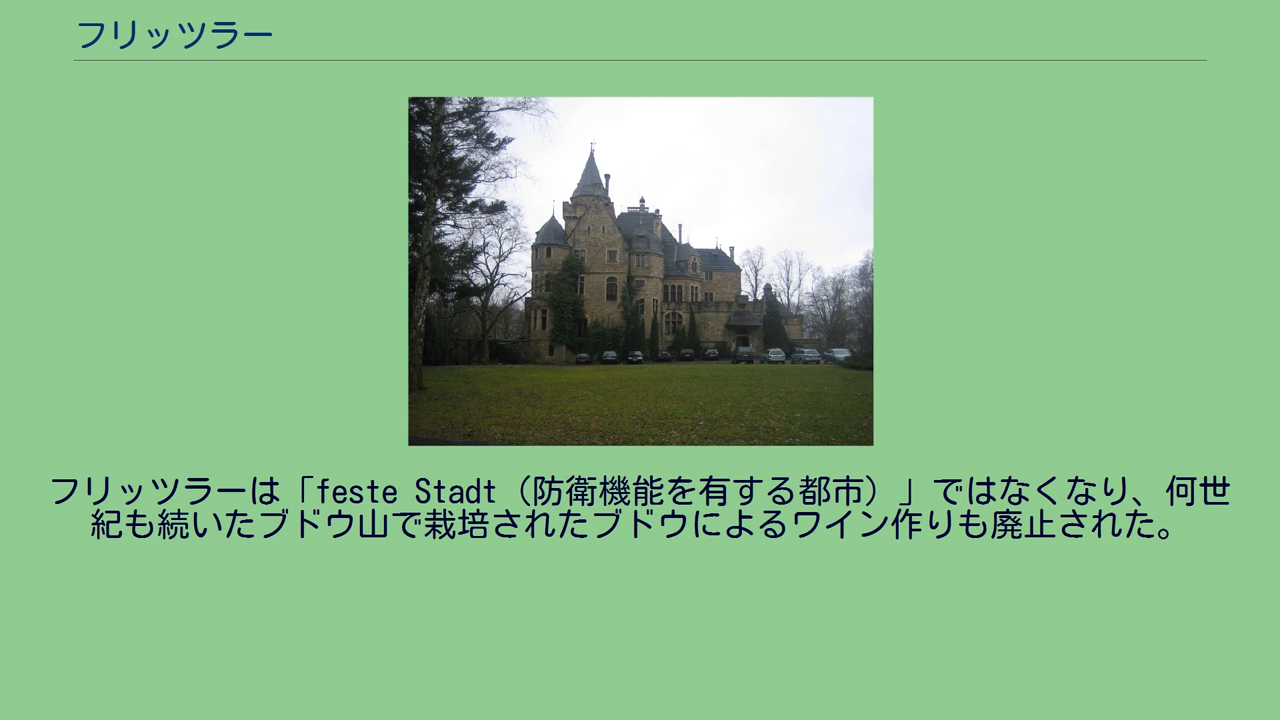 フリッツラー
フリッツラーは「feste Stadt（防衛機能を有する都市）」ではなくなり、何世
紀も続いたブドウ山で栽培されたブドウによるワイン作りも廃止された。